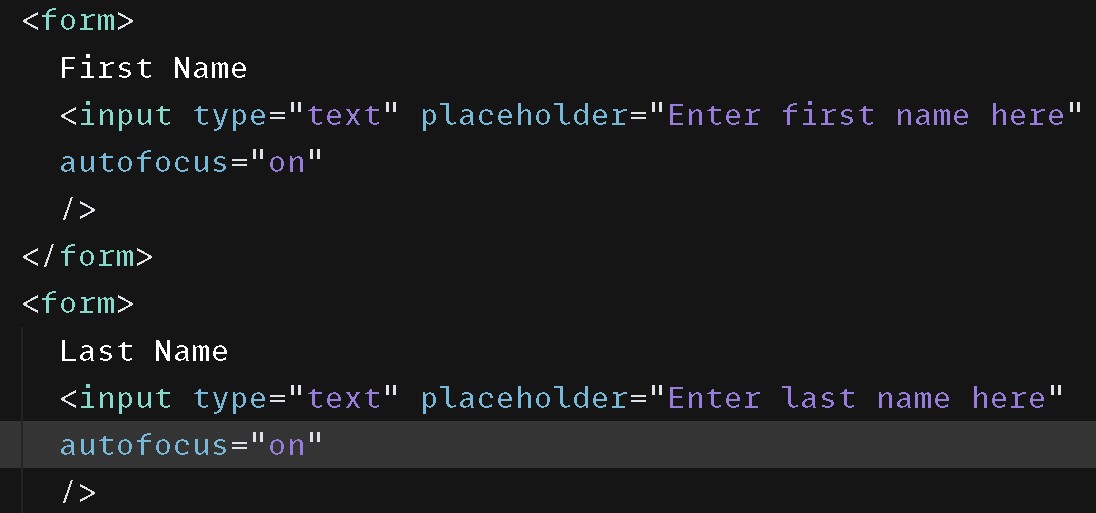 <form>
First Name
<input type="text" placeholder="Enter first name here"
autofocus="on"
/>
</form>
<form>
Last Name
<input type="text" placeholder="Enter last name here"
autofocus="on"
/>